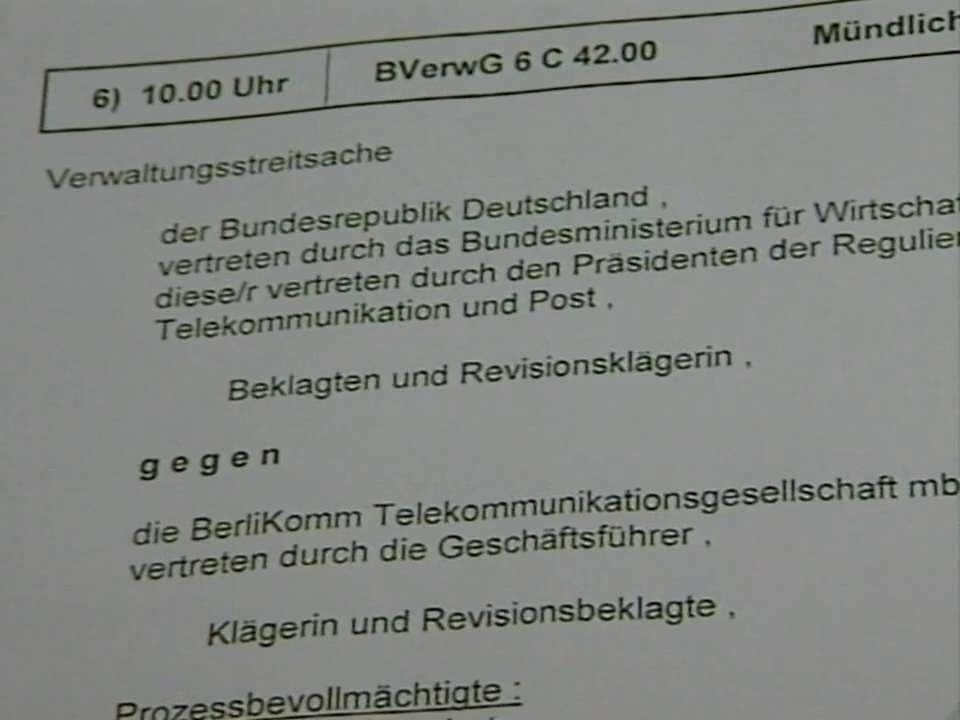 6) 10.00 Uhr BVerwG 6 C 42.00 Mündlich
Verwaltungsstreitsache
der Bundesrepublik Deutschland ,
vertreten durch das Bundesministerium für Wirtschaf
diese/r vertreten durch den Präsidenten der Regulier
Telekommunikation und Post ,
Beklagten und Revisionsklägerin ,
g e g e n
die BerliKomm Telekommunikationsgesellschaft mb
vertreten durch die Geschäftsführer ,
Klägerin und Revisionsbeklagte ,
Prozessbevollmächtigte :